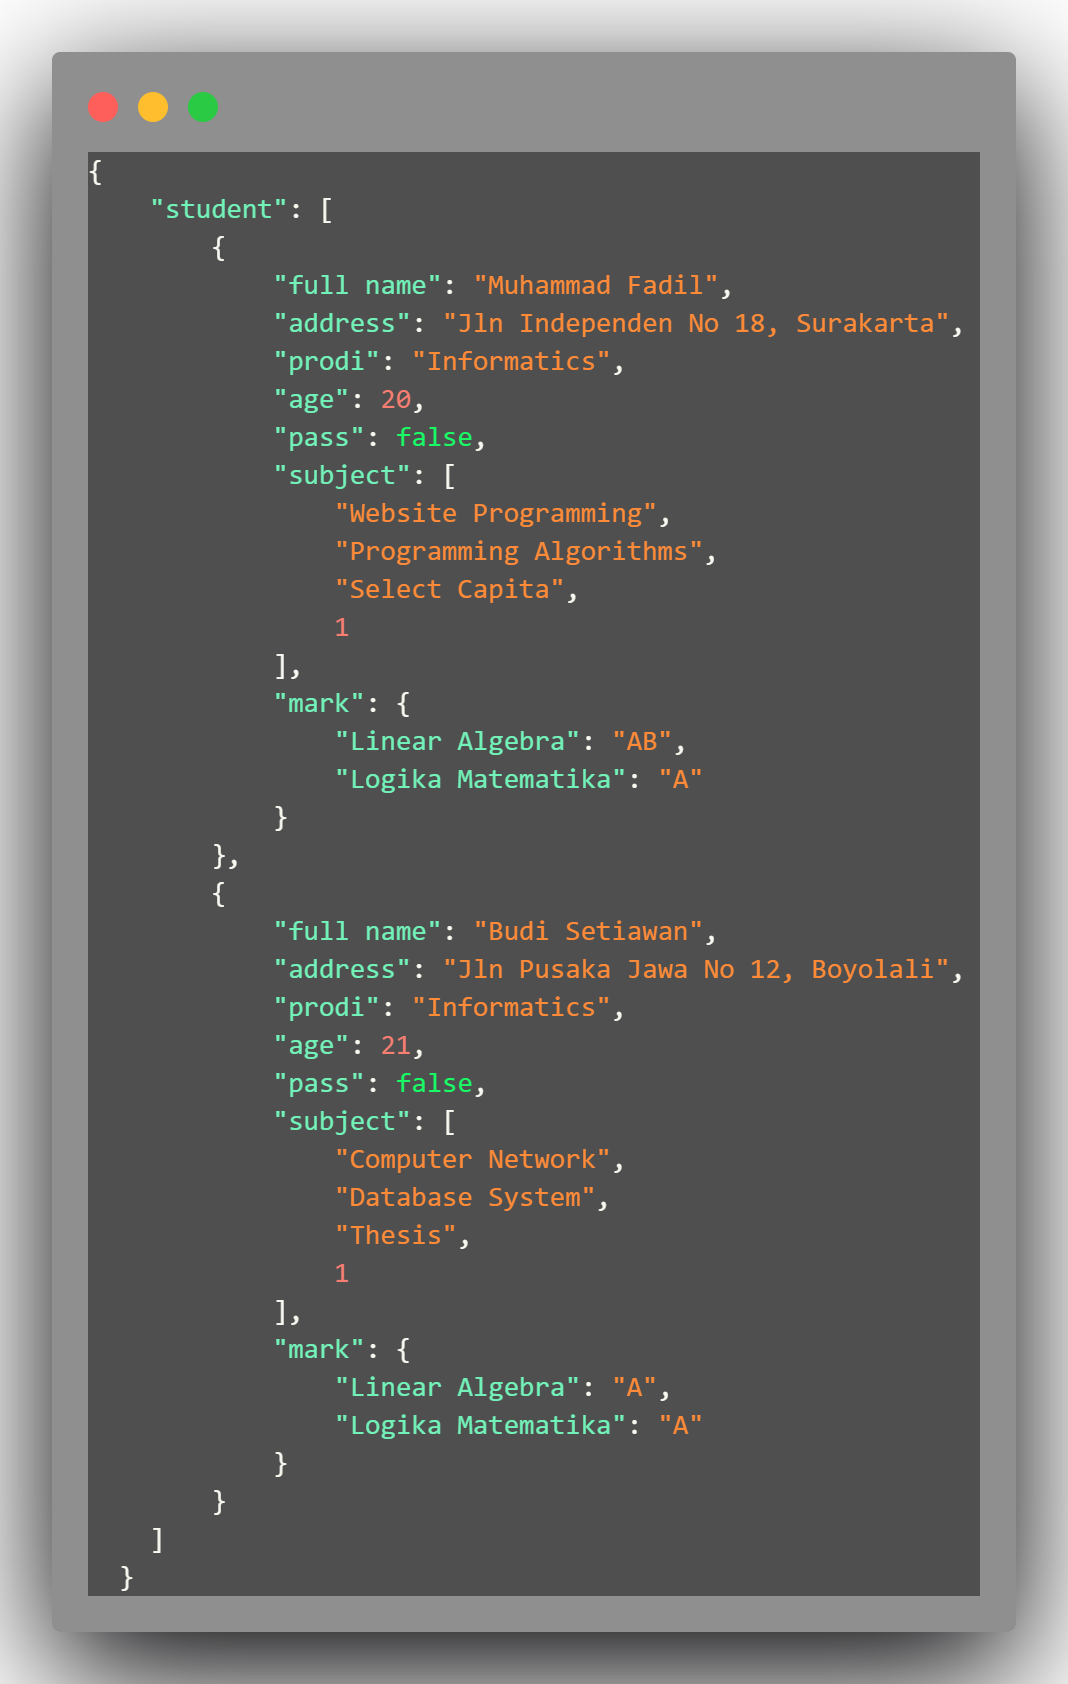 {
    "student": [
        {
            "full name": "Muhammad Fadil",
            "address": "Jln Independen No 18, Surakarta",
            "prodi": "Informatics",
            "age": 20,
            "pass": false,
            "subject": [
                "Website Programming",
                "Programming Algorithms",
                "Select Capita",
                1
            ],
            "mark": {
                "Linear Algebra": "AB",
                "Logika Matematika": "A"
            }
        },
        {
            "full name": "Budi Setiawan",
            "address": "Jln Pusaka Jawa No 12, Boyolali",
            "prodi": "Informatics",
            "age": 21,
            "pass": false,
            "subject": [
                "Computer Network",
                "Database System",
                "Thesis",
                1
            ],
            "mark": {
                "Linear Algebra": "A",
                "Logika Matematika": "A"
            }
        }
    ]
  }